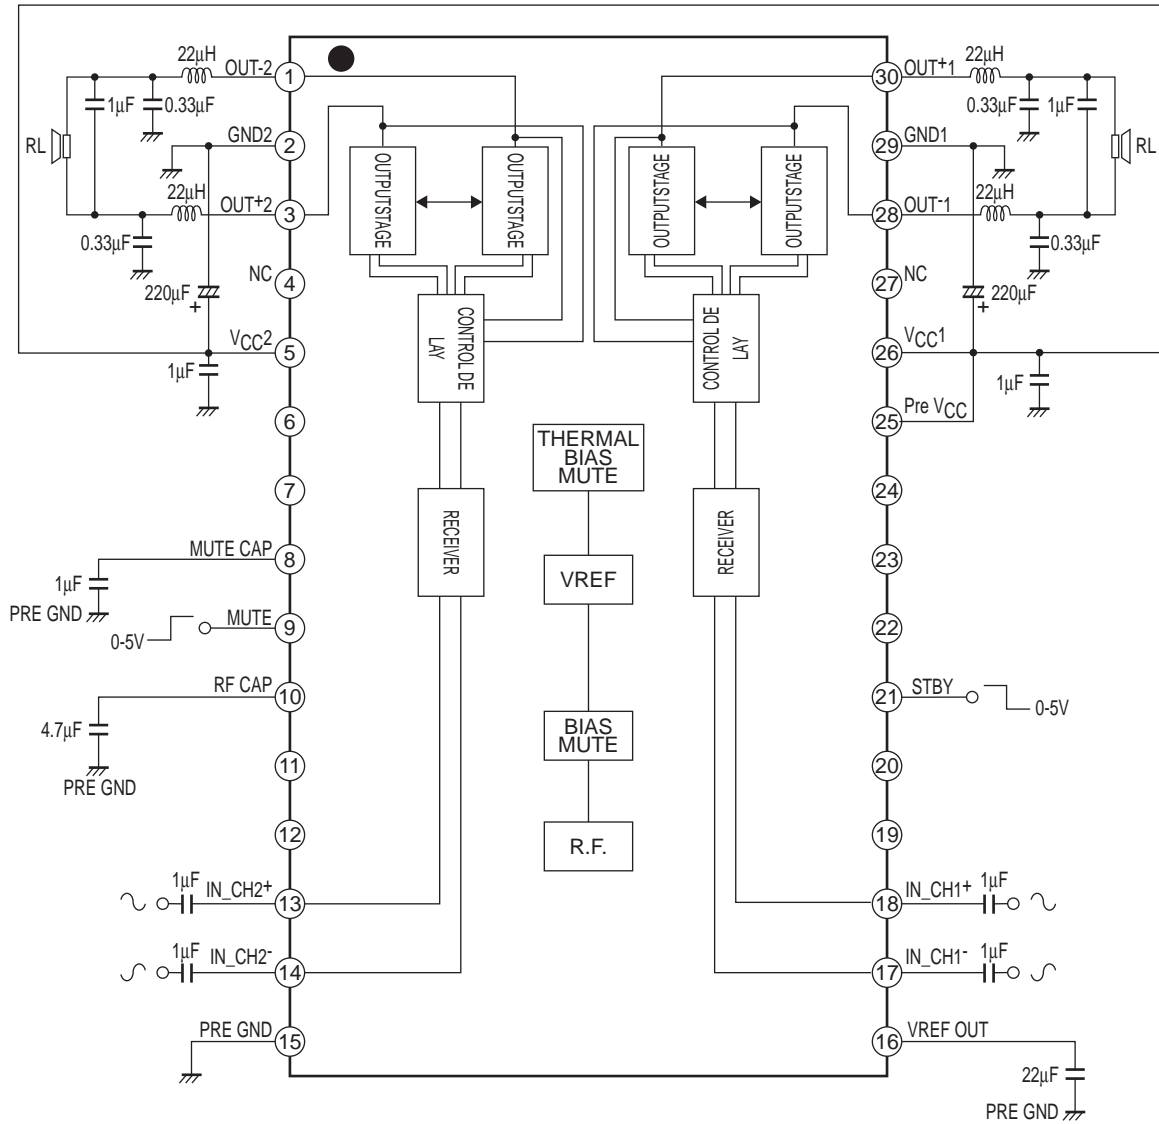 22µH
OUT-2
1
1µF
0.33µF
RL
GND2
2
22µH
OUT+2
3
0.33µF
NC
4
220µF
+
VCC2
5
1µF
6
7
MUTE CAP
8
1µF
PRE GND
MUTE
9
0-5V
RF CAP
10
4.7µF
PRE GND
11
12
1µF
IN_CH2+
13
1µF
IN_CH2-
14
PRE GND
15
OUTPUTSTAGE
OUTPUTSTAGE
CONTROL DE
LAY
RECEIVER
THERMAL
BIAS
MUTE
VREF
BIAS
MUTE
R.F.
OUTPUTSTAGE
OUTPUTSTAGE
CONTROL DE
LAY
RECEIVER
30
OUT+1
22µH
0.33µF
1µF
29
GND1
RL
22µH
28
OUT-1
0.33µF
27
NC
220µF
+
26
VCC1
1µF
25
Pre VCC
24
23
22
21
STBY
0-5V
20
19
18
IN_CH1+
1µF
17
IN_CH1-
1µF
16
VREF OUT
22µF
PRE GND